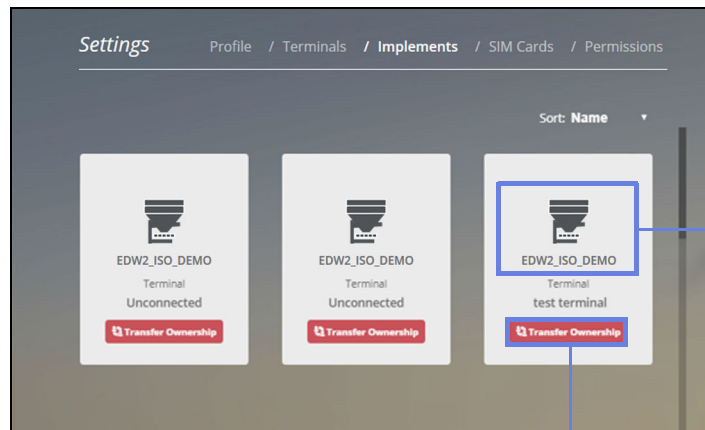 Settings Profile / Terminals / Implements / SIM Cards / Permissions
Sort: Name
EDW2_ISO_DEMO
Terminal
Unconnected
Transfer Ownership
EDW2_ISO_DEMO
Terminal
Unconnected
Transfer Ownership
EDW2_ISO_DEMO
Terminal
test terminal
Transfer Ownership